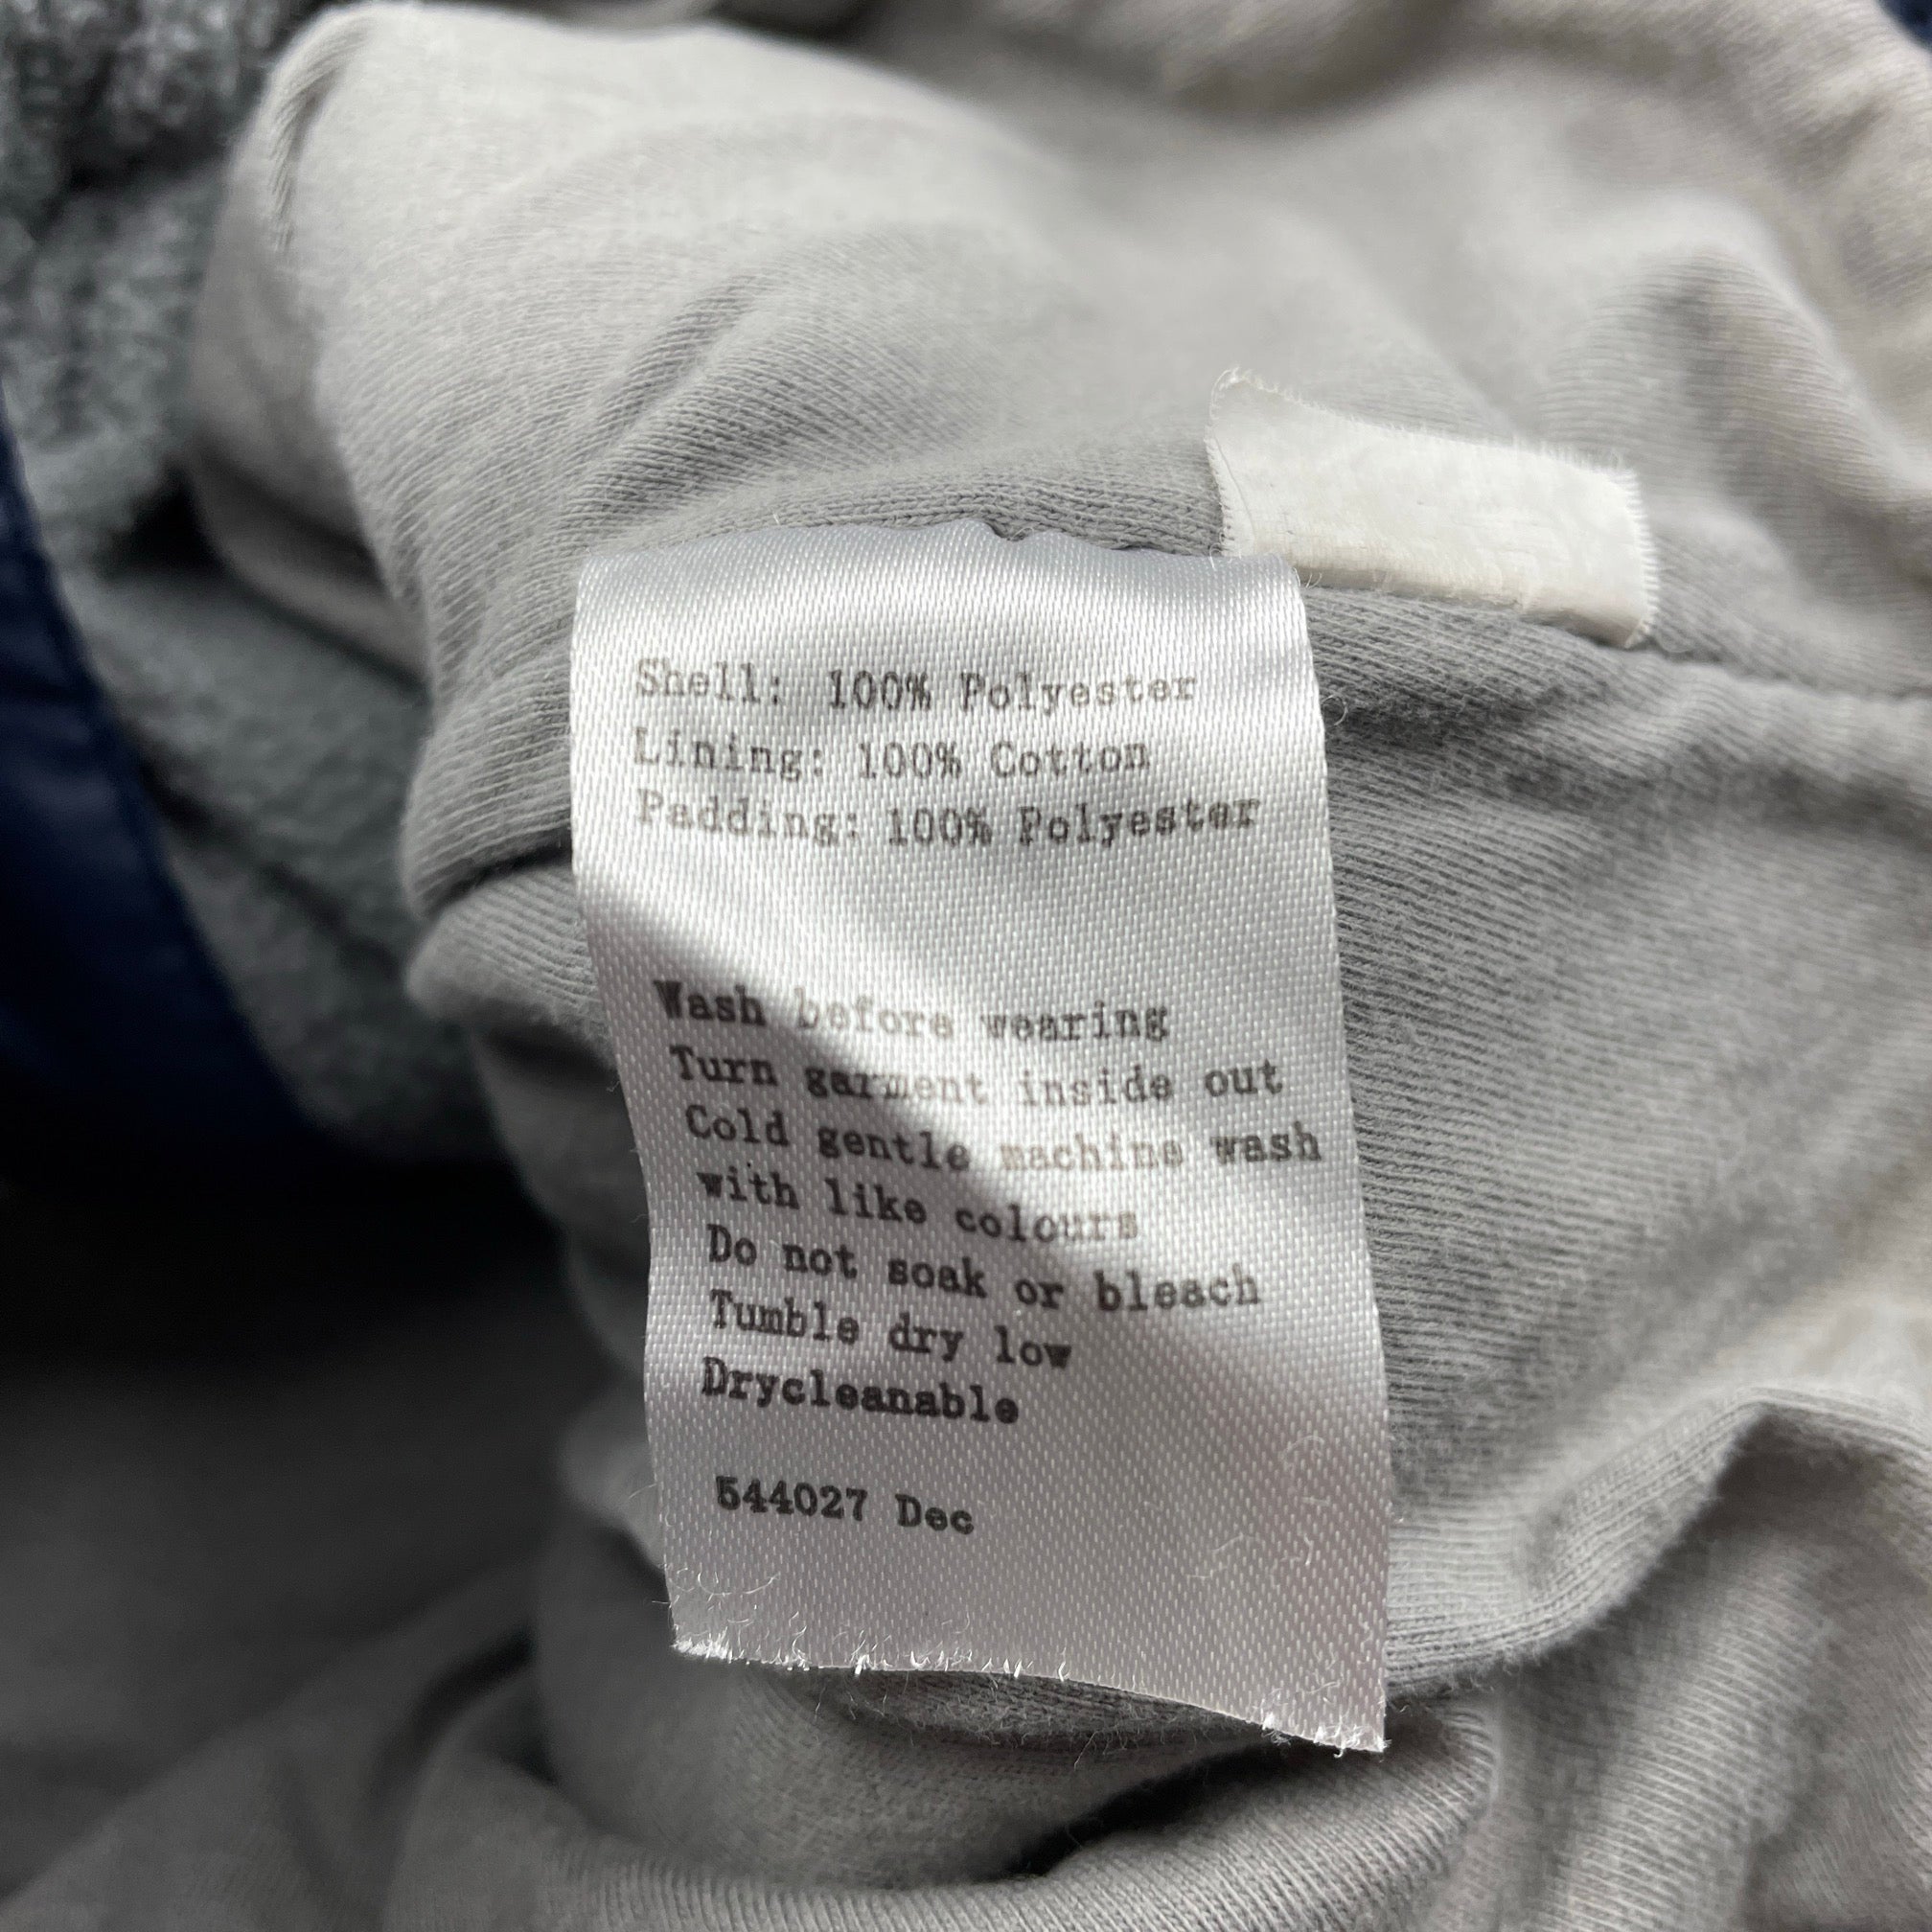 Shell: 100% Polyester
Lining: 100% Cotton
Padding: 100% Polyester
Wash before wearing
Turn garment inside out
Cold gentle machine wash
with like colours
Do not soak or bleach
Tumble dry low
Drycleanable
544027 Dec